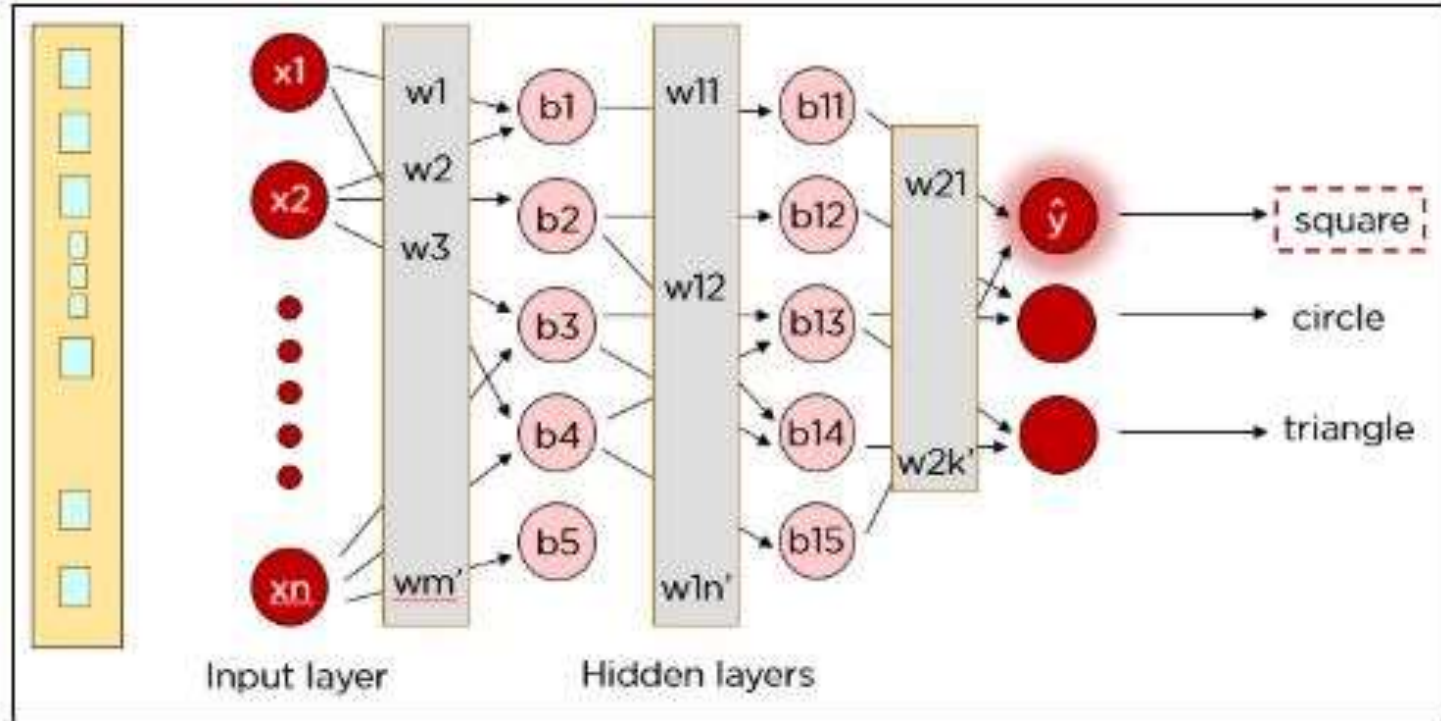 x1
x2
xn
w1
w2
w3
wm'
b1
b2
b3
b4
b5
w11
w12
w1n'
b11
b12
b13
b14
b15
w21
w2k'
ŷ
square
circle
triangle
Input layer
Hidden layers